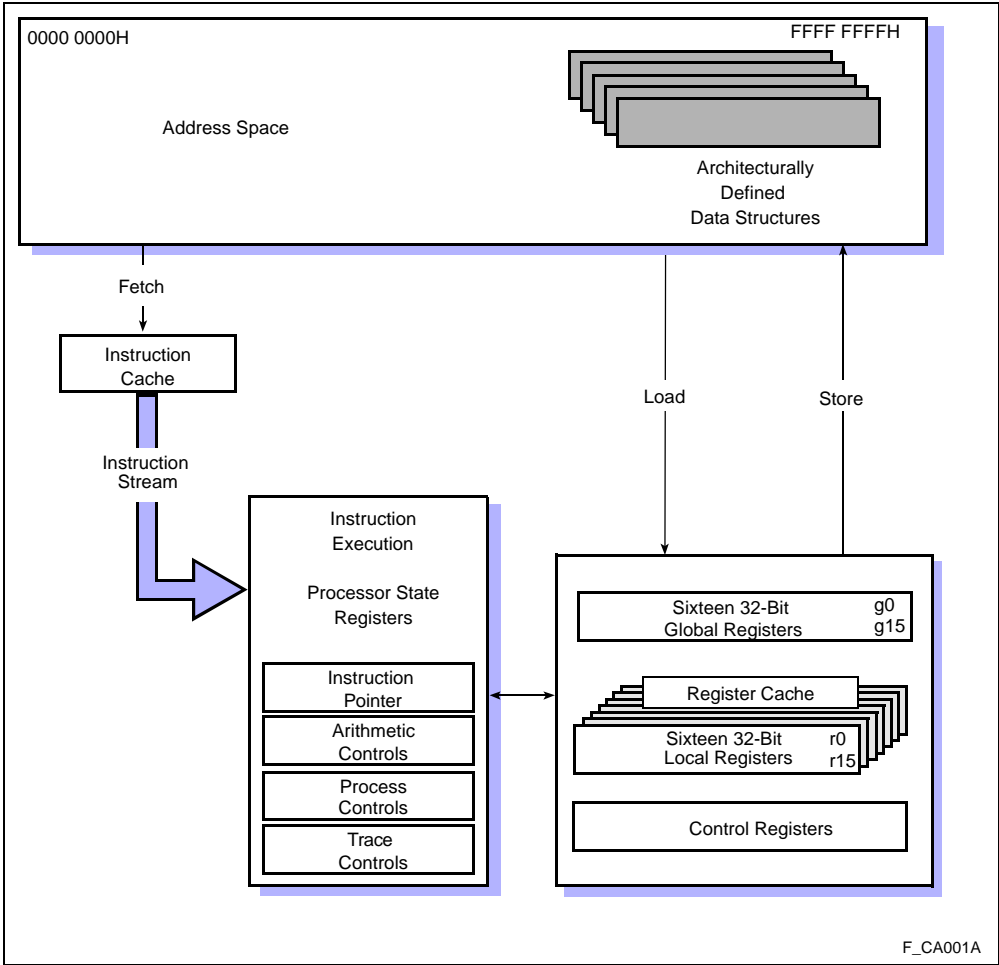 0000 0000H
FFFF FFFFH
Address Space
Architecturally
Defined
Data Structures
Fetch
Instruction
Cache
Load
Store
Instruction
Stream
Instruction
Execution
Processor State
Registers
Instruction
Pointer
Arithmetic
Controls
Process
Controls
Trace
Controls
Sixteen 32-Bit g0
Global Registers g15
Register Cache
Sixteen 32-Bit r0
Local Registers r15
Control Registers
F_CA001A